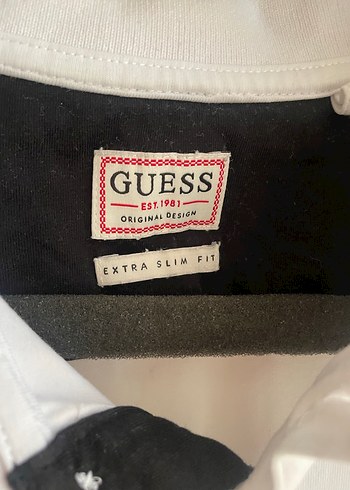 GUESS
EST. 1981
ORIGINAL DESIGN
EXTRA SLIM FIT